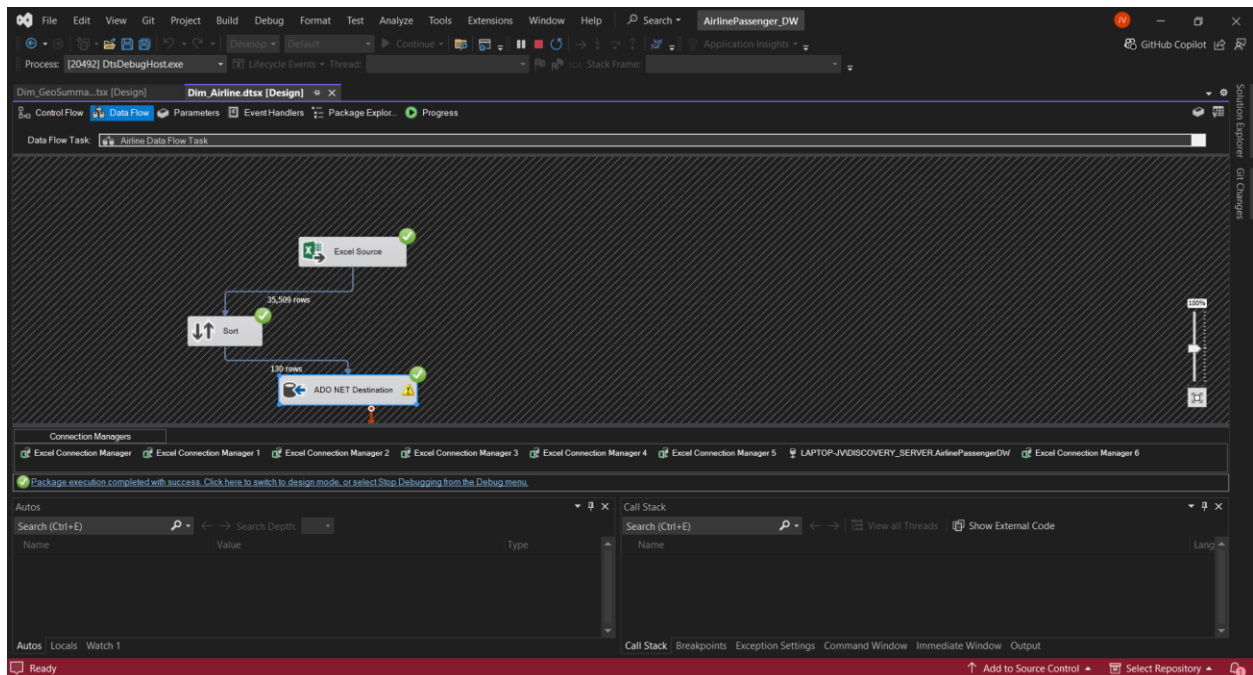 File Edit View Git Project Build Debug Format Test Analyze Tools Extensions Window Help Search AirlinePassenger_DW JV
Develop Default Continue Application Insights GitHub Copilot
Process: [20492] DtsDebugHost.exe Lifecycle Events Thread: Stack Frame:
Dim_GeoSumma...tsx [Design] Dim_Airline.dtsx [Design]
Control Flow Data Flow Parameters Event Handlers Package Explor... Progress
Data Flow Task: Airline Data Flow Task
Solution Explorer
Git Changes
Excel Source
35,509 rows
100%
Sort
130 rows
ADO NET Destination
Connection Managers
Excel Connection Manager Excel Connection Manager 1 Excel Connection Manager 2 Excel Connection Manager 3 Excel Connection Manager 4 Excel Connection Manager 5 LAPTOP-JV\DISCOVERY_SERVER.AirlinePassengerDW Excel Connection Manager 6
Package execution completed with success. Click here to switch to design mode, or select Stop Debugging from the Debug menu.
Autos Call Stack
Search (Ctrl+E) Search Depth: Search (Ctrl+E) View all Threads Show External Code
Name Value Type Name Lang
Autos Locals Watch 1 Call Stack Breakpoints Exception Settings Command Window Immediate Window Output
Ready Add to Source Control Select Repository 1